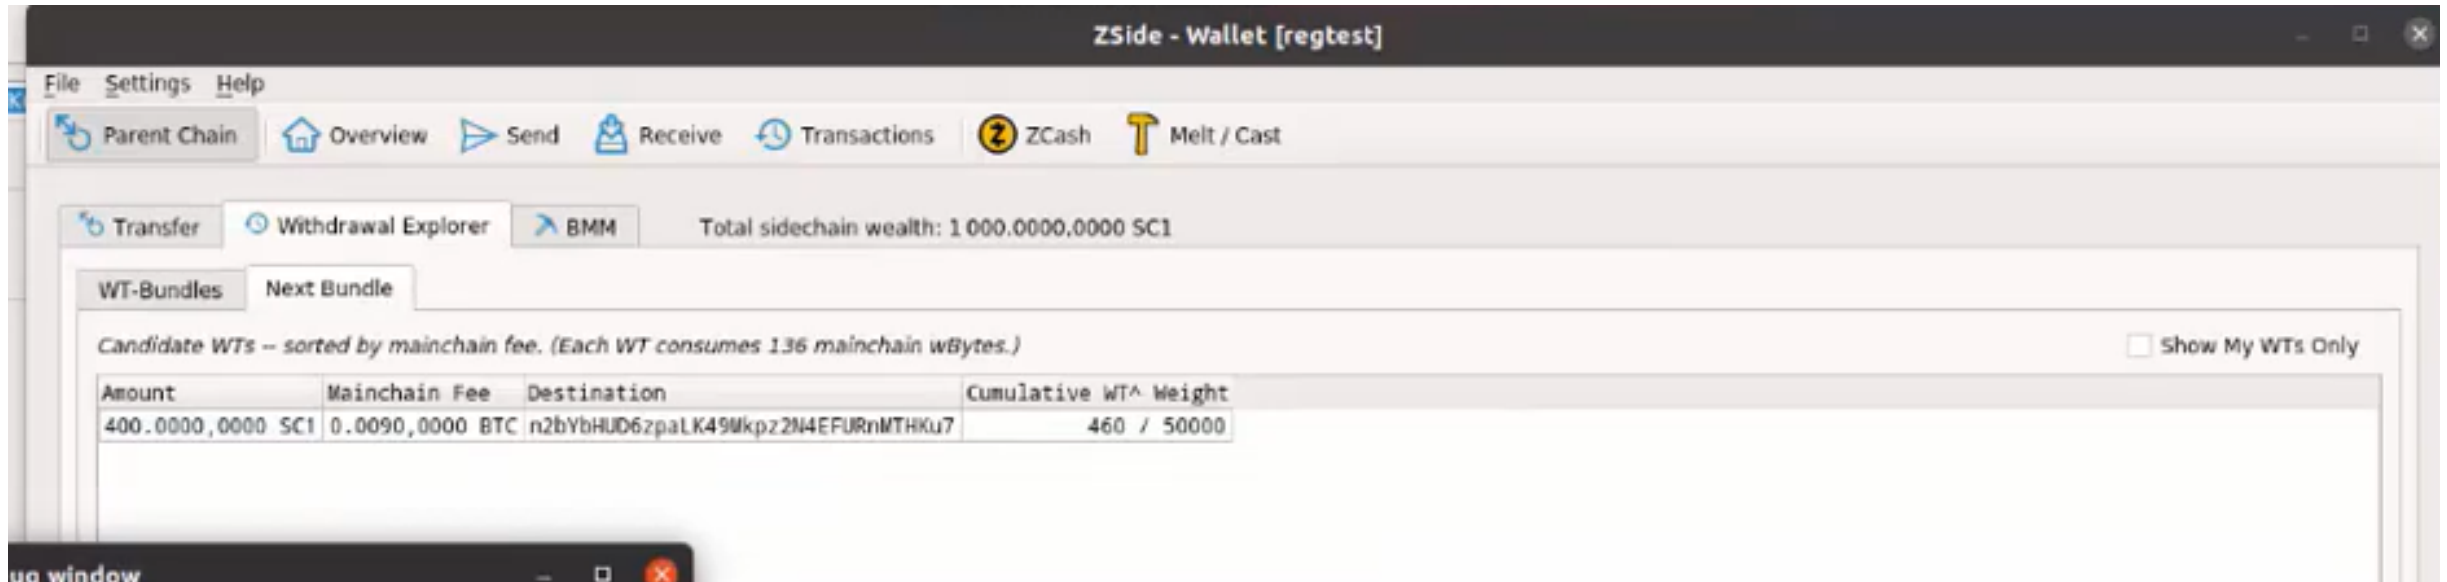 ZSide - Wallet [regtest]
File Settings Help
Parent Chain Overview Send Receive Transactions ZCash Melt / Cast
Transfer Withdrawal Explorer BMM Total sidechain wealth: 1 000.0000,0000 SC1
WT-Bundles Next Bundle
Candidate WTs -- sorted by mainchain fee. (Each WT consumes 136 mainchain wBytes.) Show My WTs Only
Amount Mainchain Fee Destination Cumulative WT^ Weight
400.0000,0000 SC1 0.0090,0000 BTC n2bYbHUD6zpaLK49Mkpz2N4EFURnMTHKu7 460 / 50000
ug window